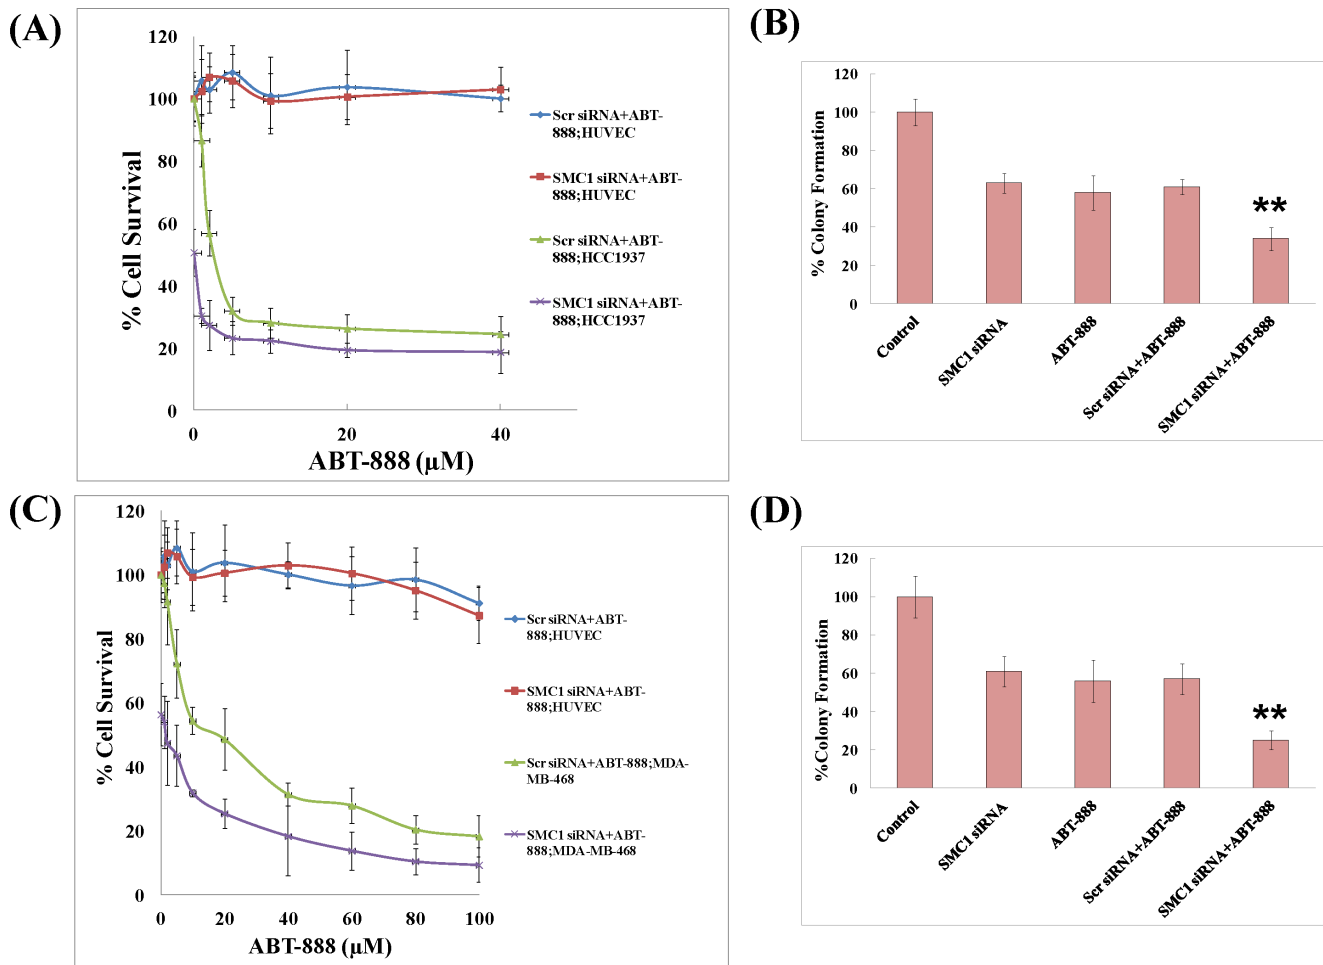 (A)
120
100
80
60
40
20
0
% Cell Survival
0
20
40
ABT-888 (µM)
Scr siRNA+ABT-
888;HUVEC
SMC1 siRNA+ABT-
888;HUVEC
Scr siRNA+ABT-
888;HCC1937
SMC1 siRNA+ABT-
888;HCC1937
(B)
120
100
80
60
40
20
0
% Colony Formation
**
Control
SMC1 siRNA
ABT-888
Scr siRNA+ABT-888
SMC1 siRNA+ABT-888
(C)
120
100
80
60
40
20
0
% Cell Survival
0
20
40
60
80
100
ABT-888 (µM)
Scr siRNA+ABT-
888;HUVEC
SMC1 siRNA+ABT-
888;HUVEC
Scr siRNA+ABT-888;MDA-
MB-468
SMC1 siRNA+ABT-
888;MDA-MB-468
(D)
120
100
80
60
40
20
0
%Colony Formation
**
Control
SMC1 siRNA
ABT-888
Scr siRNA+ABT-888
SMC1 siRNA+ABT-888